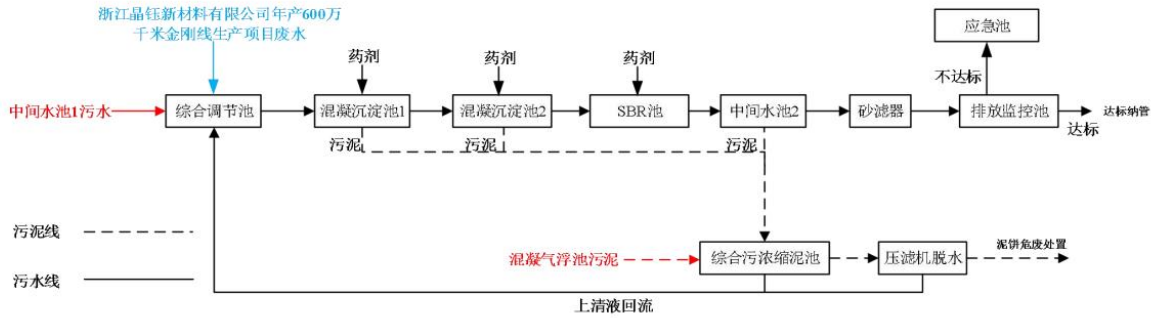 浙江晶钰新材料有限公司年产600万
千米金刚线生产项目废水
应急池
药剂
药剂
药剂
不达标
中间水池1污水
综合调节池
混凝沉淀池1
混凝沉淀池2
SBR池
中间水池2
砂滤器
排放监控池
达标纳管
达标
污泥
污泥
污泥
污泥线
混凝气浮池污泥
综合污浓缩泥池
压滤机脱水
泥饼危废处置
污水线
上清液回流